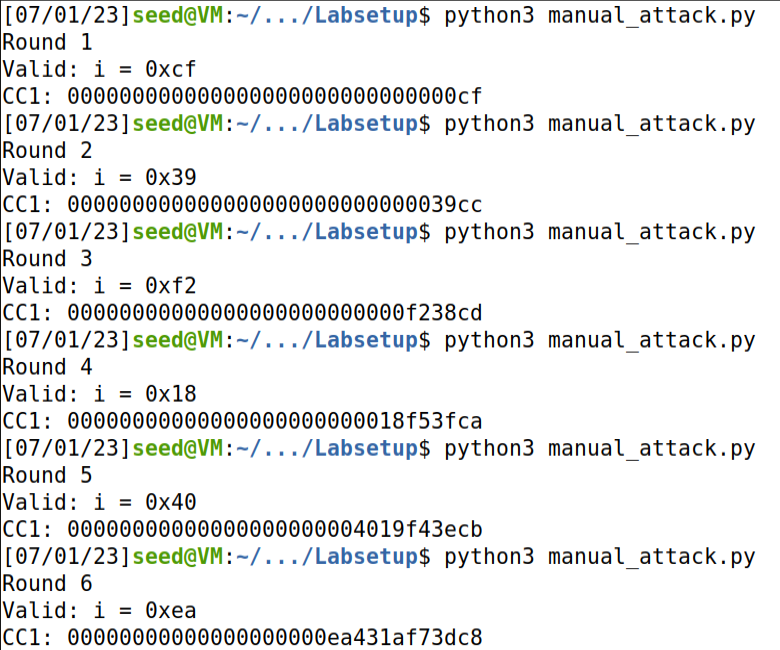 [07/01/23]seed@VM:~/.../Labsetup$ python3 manual_attack.py
Round 1
Valid: i = 0xcf
CC1: 000000000000000000000000000000cf
[07/01/23]seed@VM:~/.../Labsetup$ python3 manual_attack.py
Round 2
Valid: i = 0x39
CC1: 000000000000000000000000000039cc
[07/01/23]seed@VM:~/.../Labsetup$ python3 manual_attack.py
Round 3
Valid: i = 0xf2
CC1: 00000000000000000000000000f238cd
[07/01/23]seed@VM:~/.../Labsetup$ python3 manual_attack.py
Round 4
Valid: i = 0x18
CC1: 00000000000000000000000018f53fca
[07/01/23]seed@VM:~/.../Labsetup$ python3 manual_attack.py
Round 5
Valid: i = 0x40
CC1: 00000000000000000000004019f43ecb
[07/01/23]seed@VM:~/.../Labsetup$ python3 manual_attack.py
Round 6
Valid: i = 0xea
CC1: 00000000000000000000ea431af73dc8